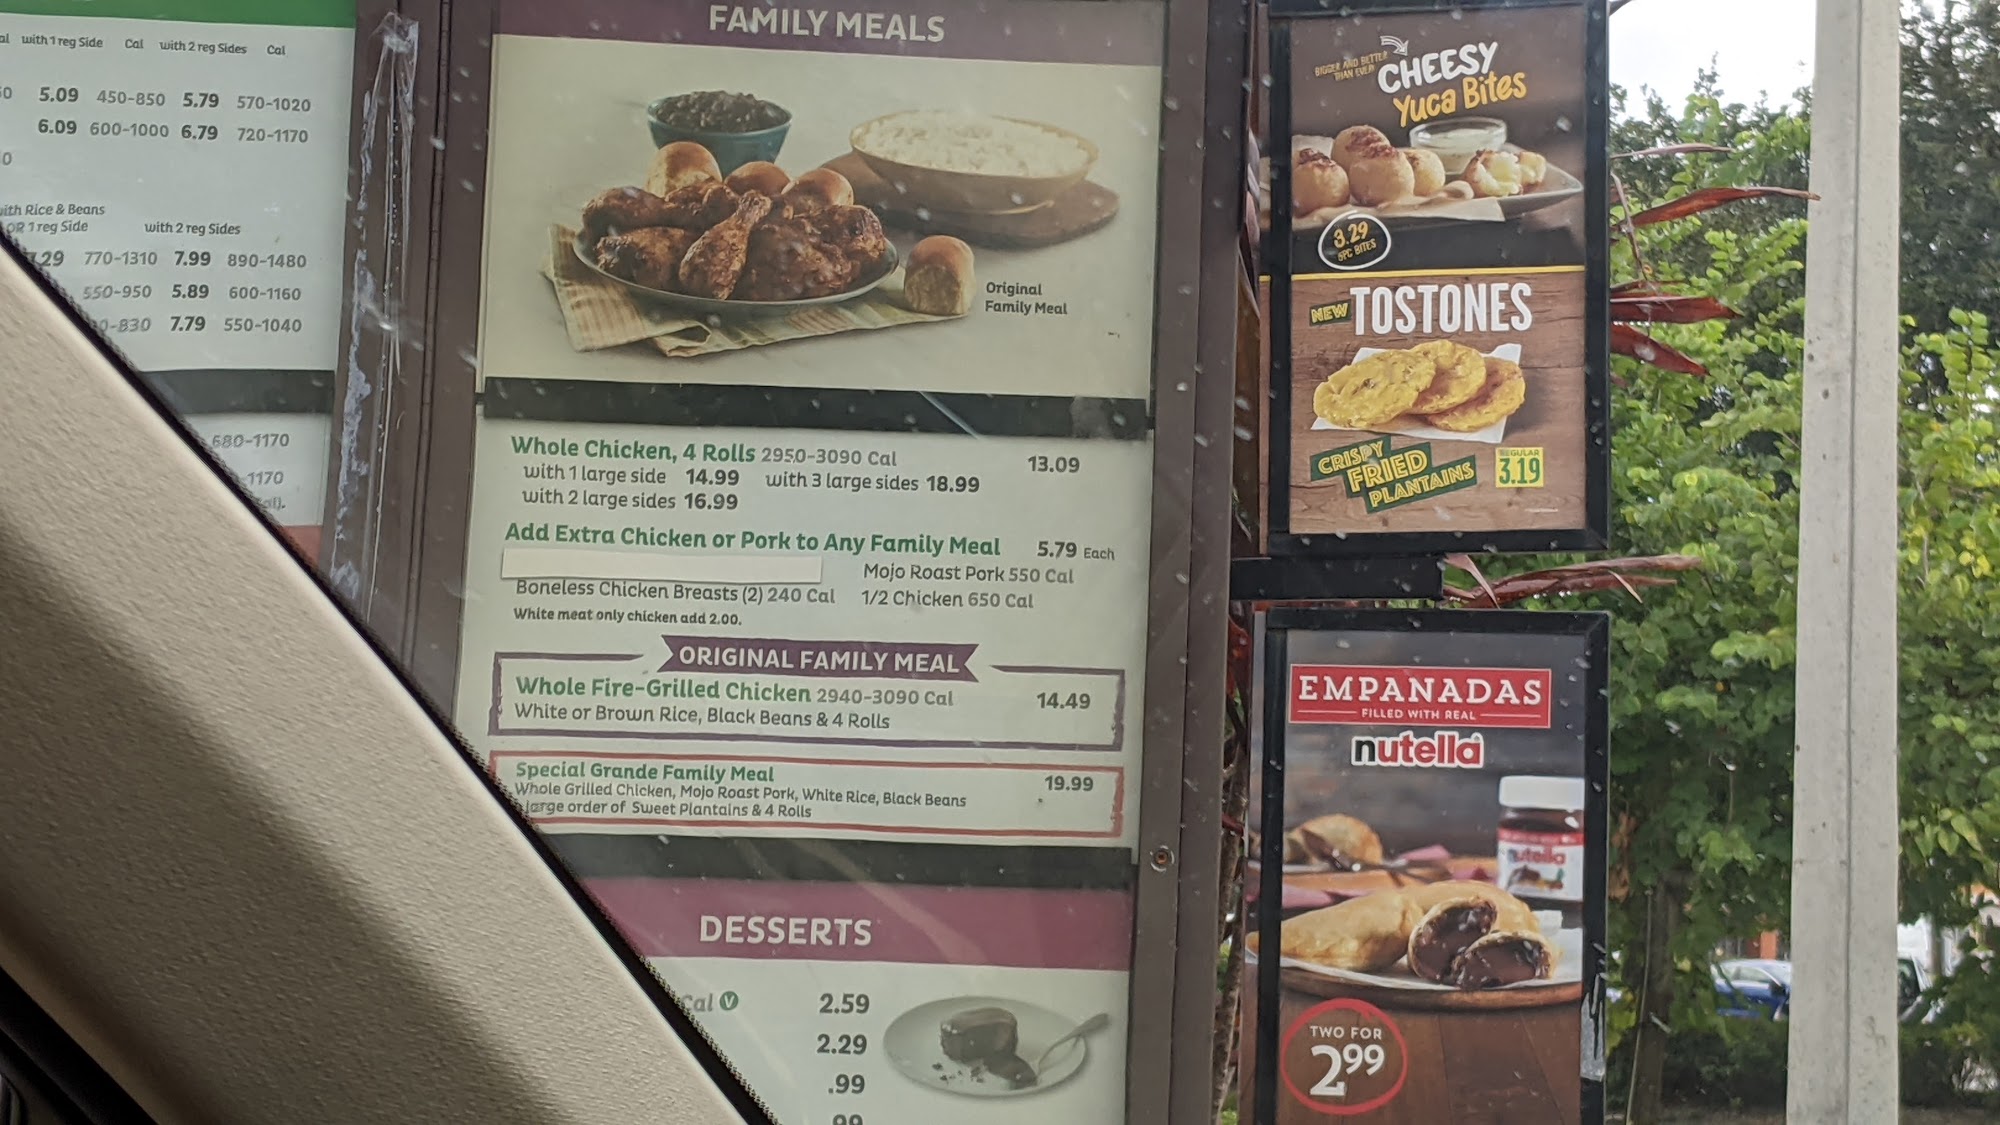 with 1 reg Side Cal with 2 reg Sides Cal
5.09 450-850 5.79 570-1020
6.09 600-1000 6.79 720-1170
with Rice & Beans
OR 1 reg Side with 2 reg Sides
.29 770-1310 7.99 890-1480
550-950 5.89 600-1160
-830 7.79 550-1040
680-1170
-1170
FAMILY MEALS
Original
Family Meal
Whole Chicken, 4 Rolls 2950-3090 Cal 13.09
with 1 large side 14.99 with 3 large sides 18.99
with 2 large sides 16.99
Add Extra Chicken or Pork to Any Family Meal 5.79 Each
Mojo Roast Pork 550 Cal
Boneless Chicken Breasts (2) 240 Cal 1/2 Chicken 650 Cal
White meat only chicken add 2.00.
ORIGINAL FAMILY MEAL
Whole Fire-Grilled Chicken 2940-3090 Cal 14.49
White or Brown Rice, Black Beans & 4 Rolls
Special Grande Family Meal 19.99
Whole Grilled Chicken, Mojo Roast Pork, White Rice, Black Beans
large order of Sweet Plantains & 4 Rolls
DESSERTS
Cal V 2.59
2.29
.99
BIGGER AND BETTER
THAN EVER
CHEESY
Yuca Bites
3.29
5PC BITES
NEW TOSTONES
CRISPY
FRIED
PLANTAINS
REGULAR
3.19
EMPANADAS
FILLED WITH REAL
nutella
nutella
TWO FOR
2.99